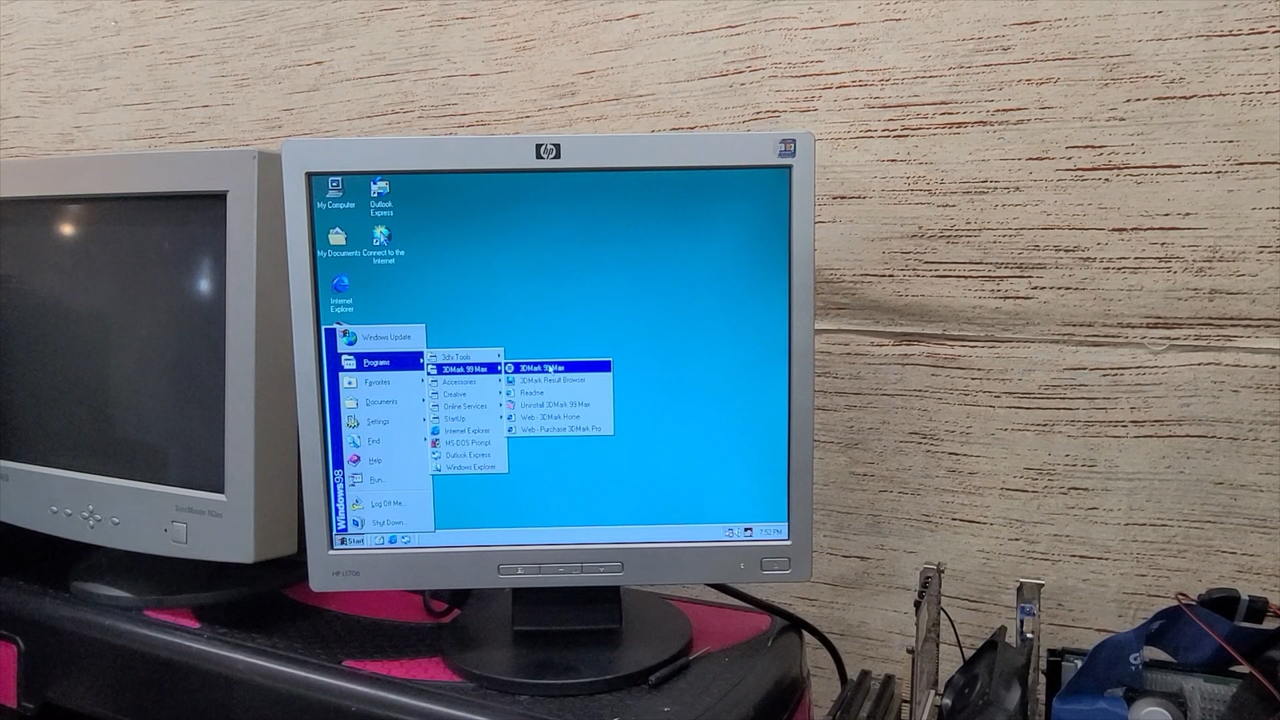 hp
My Computer
Outlook
Express
My Documents
Connect to the
Internet
Internet
Explorer
Windows Update
Programs
Favorites
Documents
Settings
Find
Help
Run...
Log Off Me...
Shut Down...
Windows98
3dfx Tools
3DMark 99 Max
Accessories
Creative
Online Services
StartUp
Internet Explorer
MS-DOS Prompt
Outlook Express
Windows Explorer
3DMark 99 Max
3DMark Result Browser
Readme
Uninstall 3DMark 99 Max
Web - 3DMark Home
Web - Purchase 3DMark Pro
Start
7:52 PM
HP L1706
SyncMaster